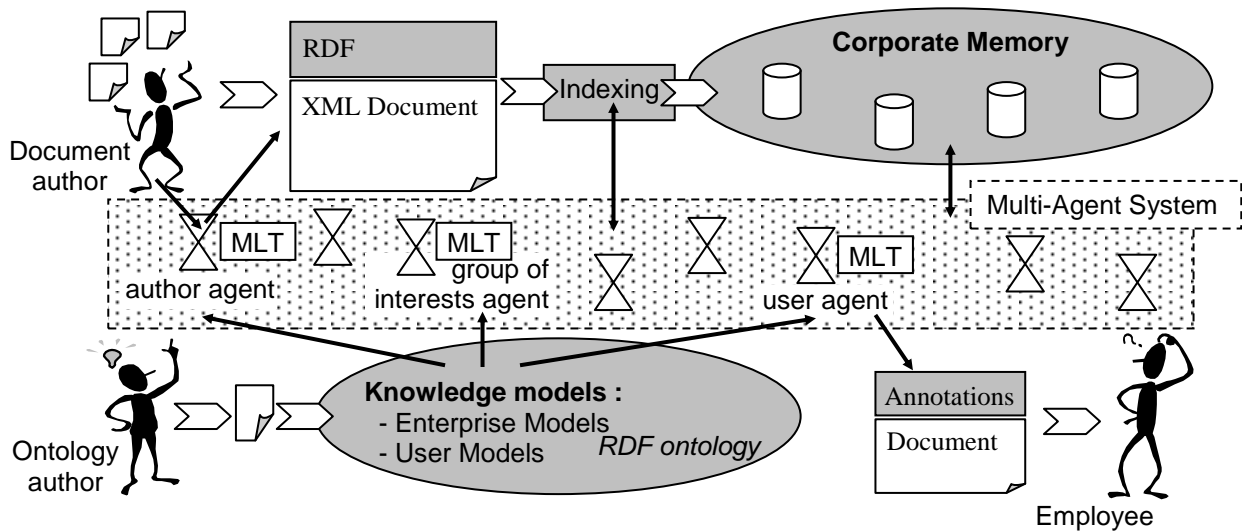 RDF
XML Document
Indexing
Corporate Memory
Document
author
Multi-Agent System
MLT
MLT
MLT
author agent
group of
interests agent
user agent
Ontology
author
Knowledge models :
- Enterprise Models
- User Models
RDF ontology
Annotations
Document
Employee
?